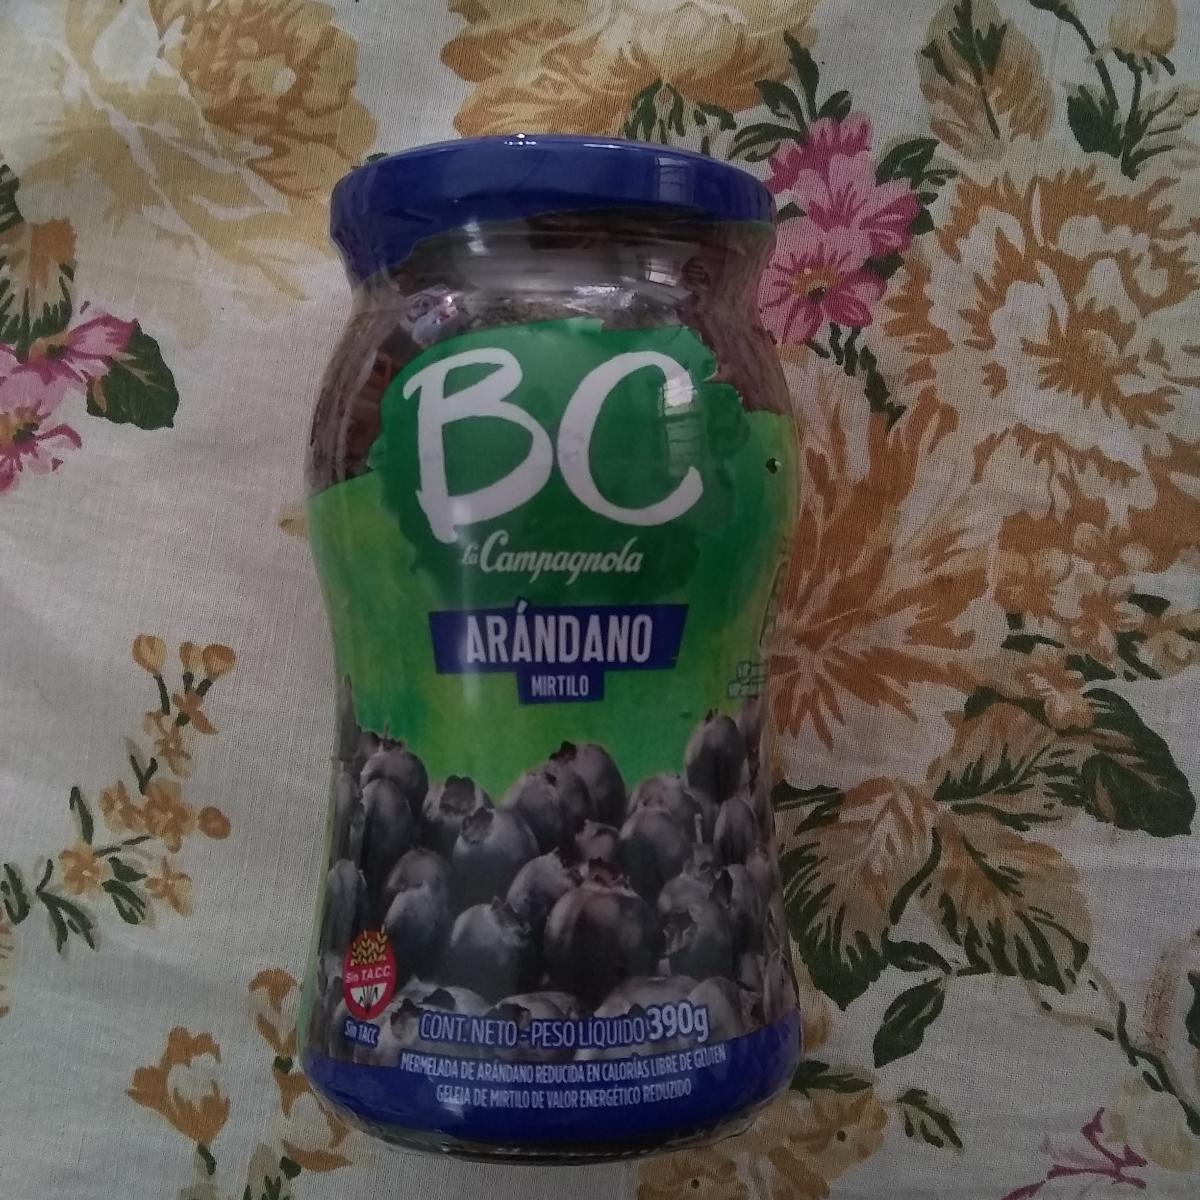 BC
La Campagnola
ARÁNDANO
MIRTILO
Sin T.A.C.C.
Sin TACC
CONT. NETO - PESO LÍQUIDO 390g
MERMELADA DE ARÁNDANO REDUCIDA EN CALORÍAS LIBRE DE GLUTEN
GELEIA DE MIRTILO DE VALOR ENERGÉTICO REDUZIDO